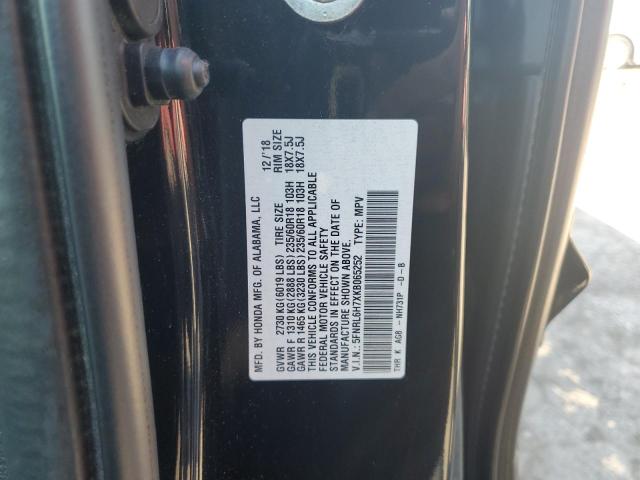 MFD. BY HONDA MFG. OF ALABAMA, LLC 12/'18
GVWR 2730 KG (6019 LBS) TIRE SIZE RIM SIZE
GAWR F 1310 KG (2888 LBS) 235/60R18 103H 18X7.5J
GAWR R 1465 KG (3230 LBS) 235/60R18 103H 18X7.5J
THIS VEHICLE CONFORMS TO ALL APPLICABLE
FEDERAL MOTOR VEHICLE SAFETY
STANDARDS IN EFFECT ON THE DATE OF
MANUFACTURE SHOWN ABOVE.
V.I.N.: 5FNRL6H7XKB065252 TYPE: MPV
THR K AG8 - NH731P -D-B